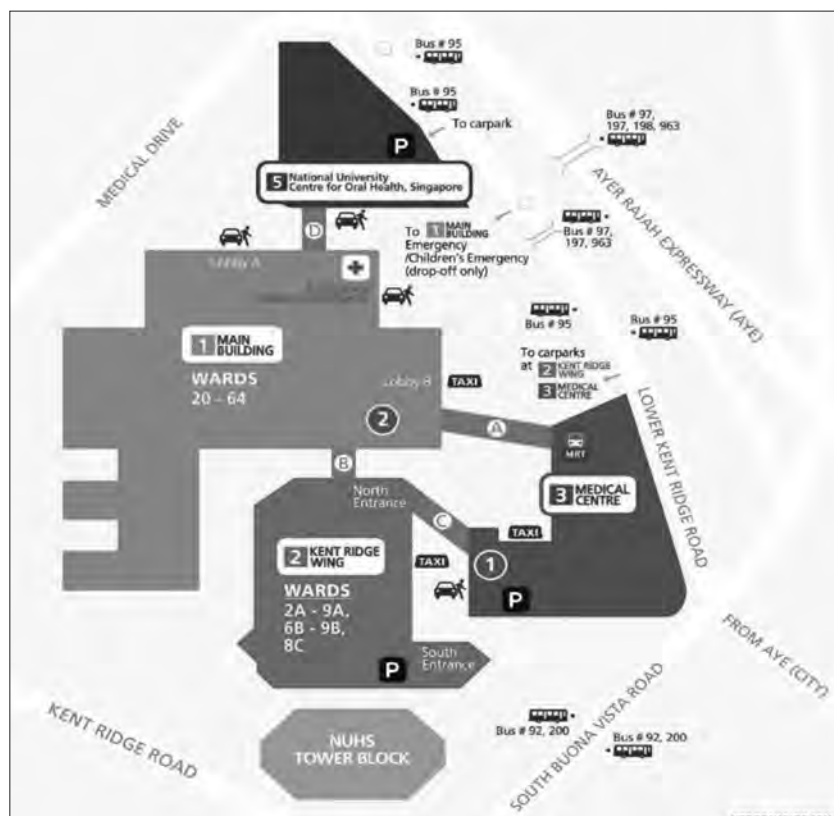 Bus # 95
Bus # 95
To carpark
P
MEDICAL DRIVE
Bus # 97,
197, 198, 963
AYER RAJAH EXPRESSWAY (AYE)
5 National University
Centre for Oral Health, Singapore
D
To 1 MAIN
BUILDING
Emergency
/Children's Emergency
(drop-off only)
Bus # 97,
197, 963
Lobby A
Bus # 95
Bus # 95
1 MAIN
BUILDING
WARDS
20 - 64
Lobby B
TAXI
To carparks
at 2 KENT RIDGE
WING
3 MEDICAL
CENTRE
LOWER KENT RIDGE ROAD
2
A
MRT
B
North
Entrance
C
3 MEDICAL
CENTRE
TAXI
2 KENT RIDGE
WING
TAXI
1
WARDS
2A - 9A,
6B - 9B,
8C
P
South
Entrance
P
FROM AYE (CITY)
KENT RIDGE ROAD
NUHS
TOWER BLOCK
SOUTH BUONA VISTA ROAD
Bus # 92, 200
Bus # 92, 200